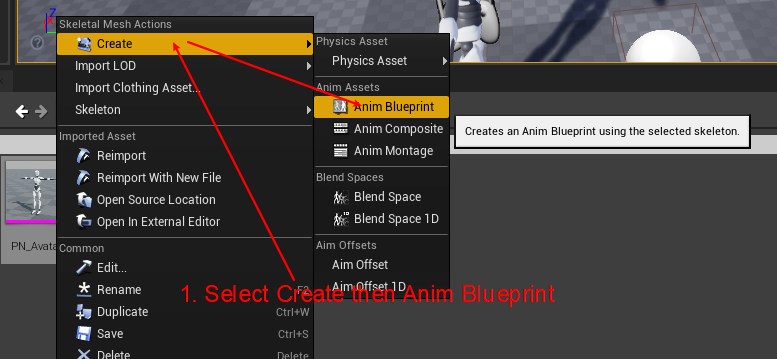 Z
Skeletal Mesh Actions
Create
Import LOD
Import Clothing Asset...
Skeleton
Imported Asset
Reimport
Reimport With New File
Open Source Location
Open In External Editor
Common
Edit...
Rename F2
Duplicate Ctrl+W
Save Ctrl+S
Delete Delete
Physics Asset
Physics Asset
Anim Assets
Anim Blueprint
Anim Composite
Anim Montage
Blend Spaces
Blend Space
Blend Space 1D
Aim Offsets
Aim Offset
Aim Offset 1D
Creates an Anim Blueprint using the selected skeleton.
PN_Avata
1. Select Create then Anim Blueprint